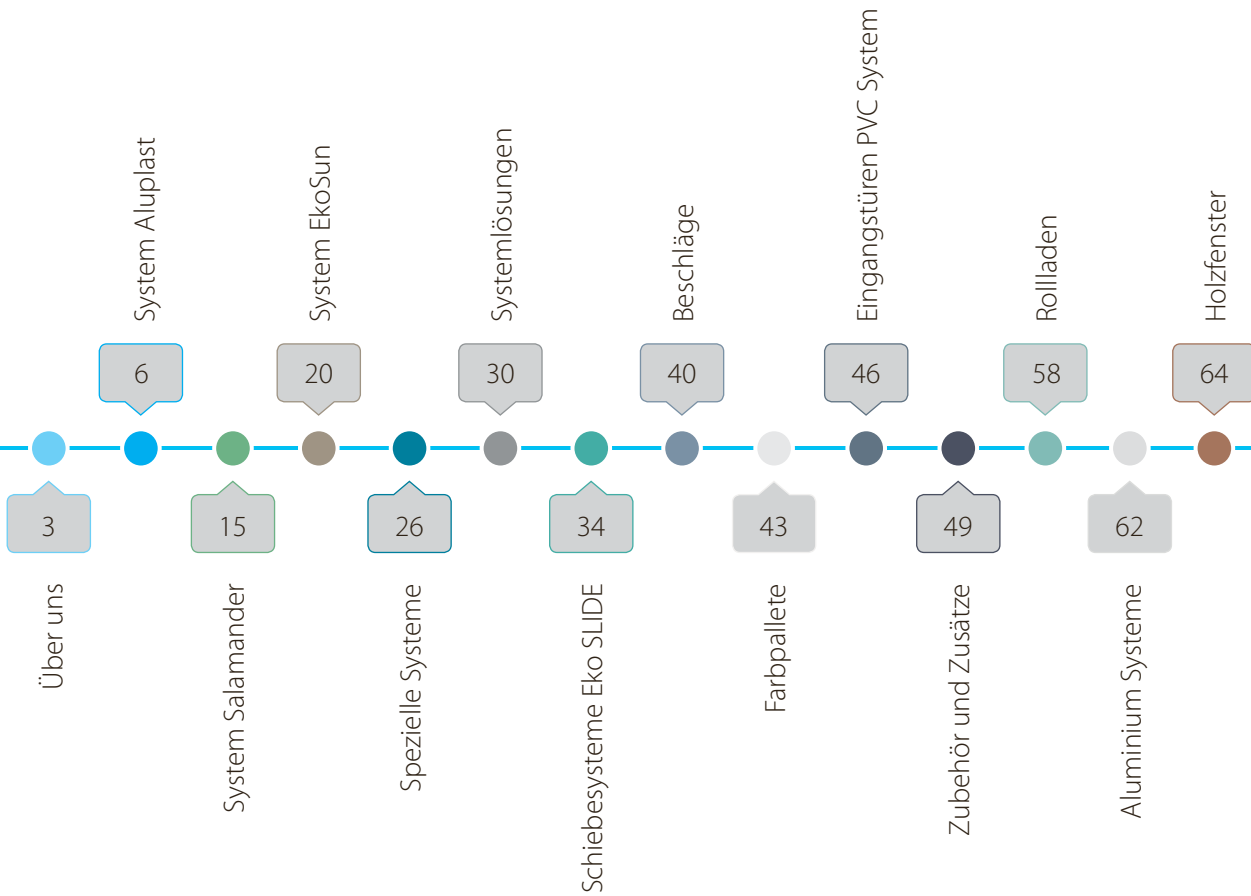 3
Über uns
6
System Aluplast
15
System Salamander
20
System EkoSun
26
Spezielle Systeme
30
Systemlösungen
34
Schiebesysteme Eko SLIDE
40
Beschläge
43
Farbpallete
46
Eingangstüren PVC System
49
Zubehör und Zusätze
58
Rollladen
62
Aluminium Systeme
64
Holzfenster